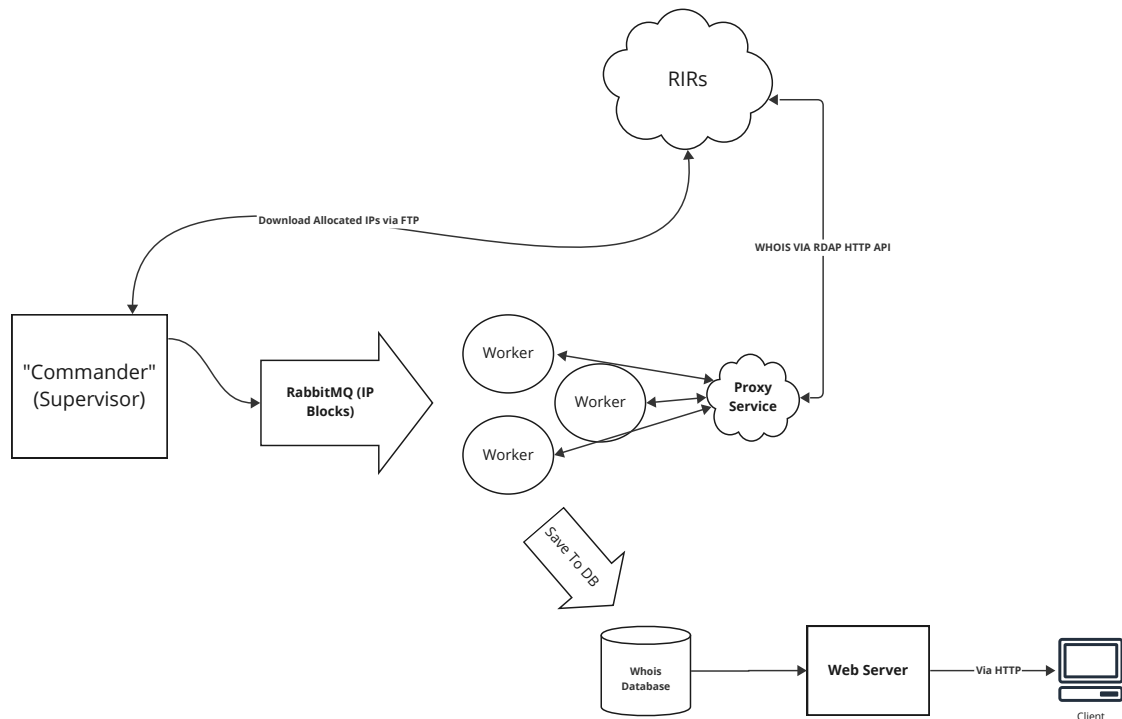 RIRs
Download Allocated IPs via FTP
WHOIS VIA RDAP HTTP API
"Commander"
(Supervisor)
RabbitMQ (IP
Blocks)
Worker
Worker
Worker
Proxy
Service
Save To DB
Whois
Database
Web Server
Via HTTP
Client